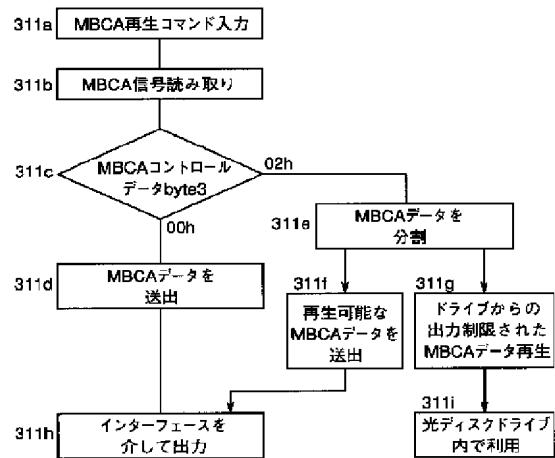 311a
MBCA再生コマンド入力
311b
MBCA信号読み取り
311c
MBCAコントロール
データbyte3
02h
00h
311e
MBCAデータを
分割
311d
MBCAデータを
送出
311f
再生可能な
MBCAデータを
送出
311g
ドライブからの
出力制限された
MBCAデータ再生
311h
インターフェースを
介して出力
311i
光ディスクドライブ
内で利用